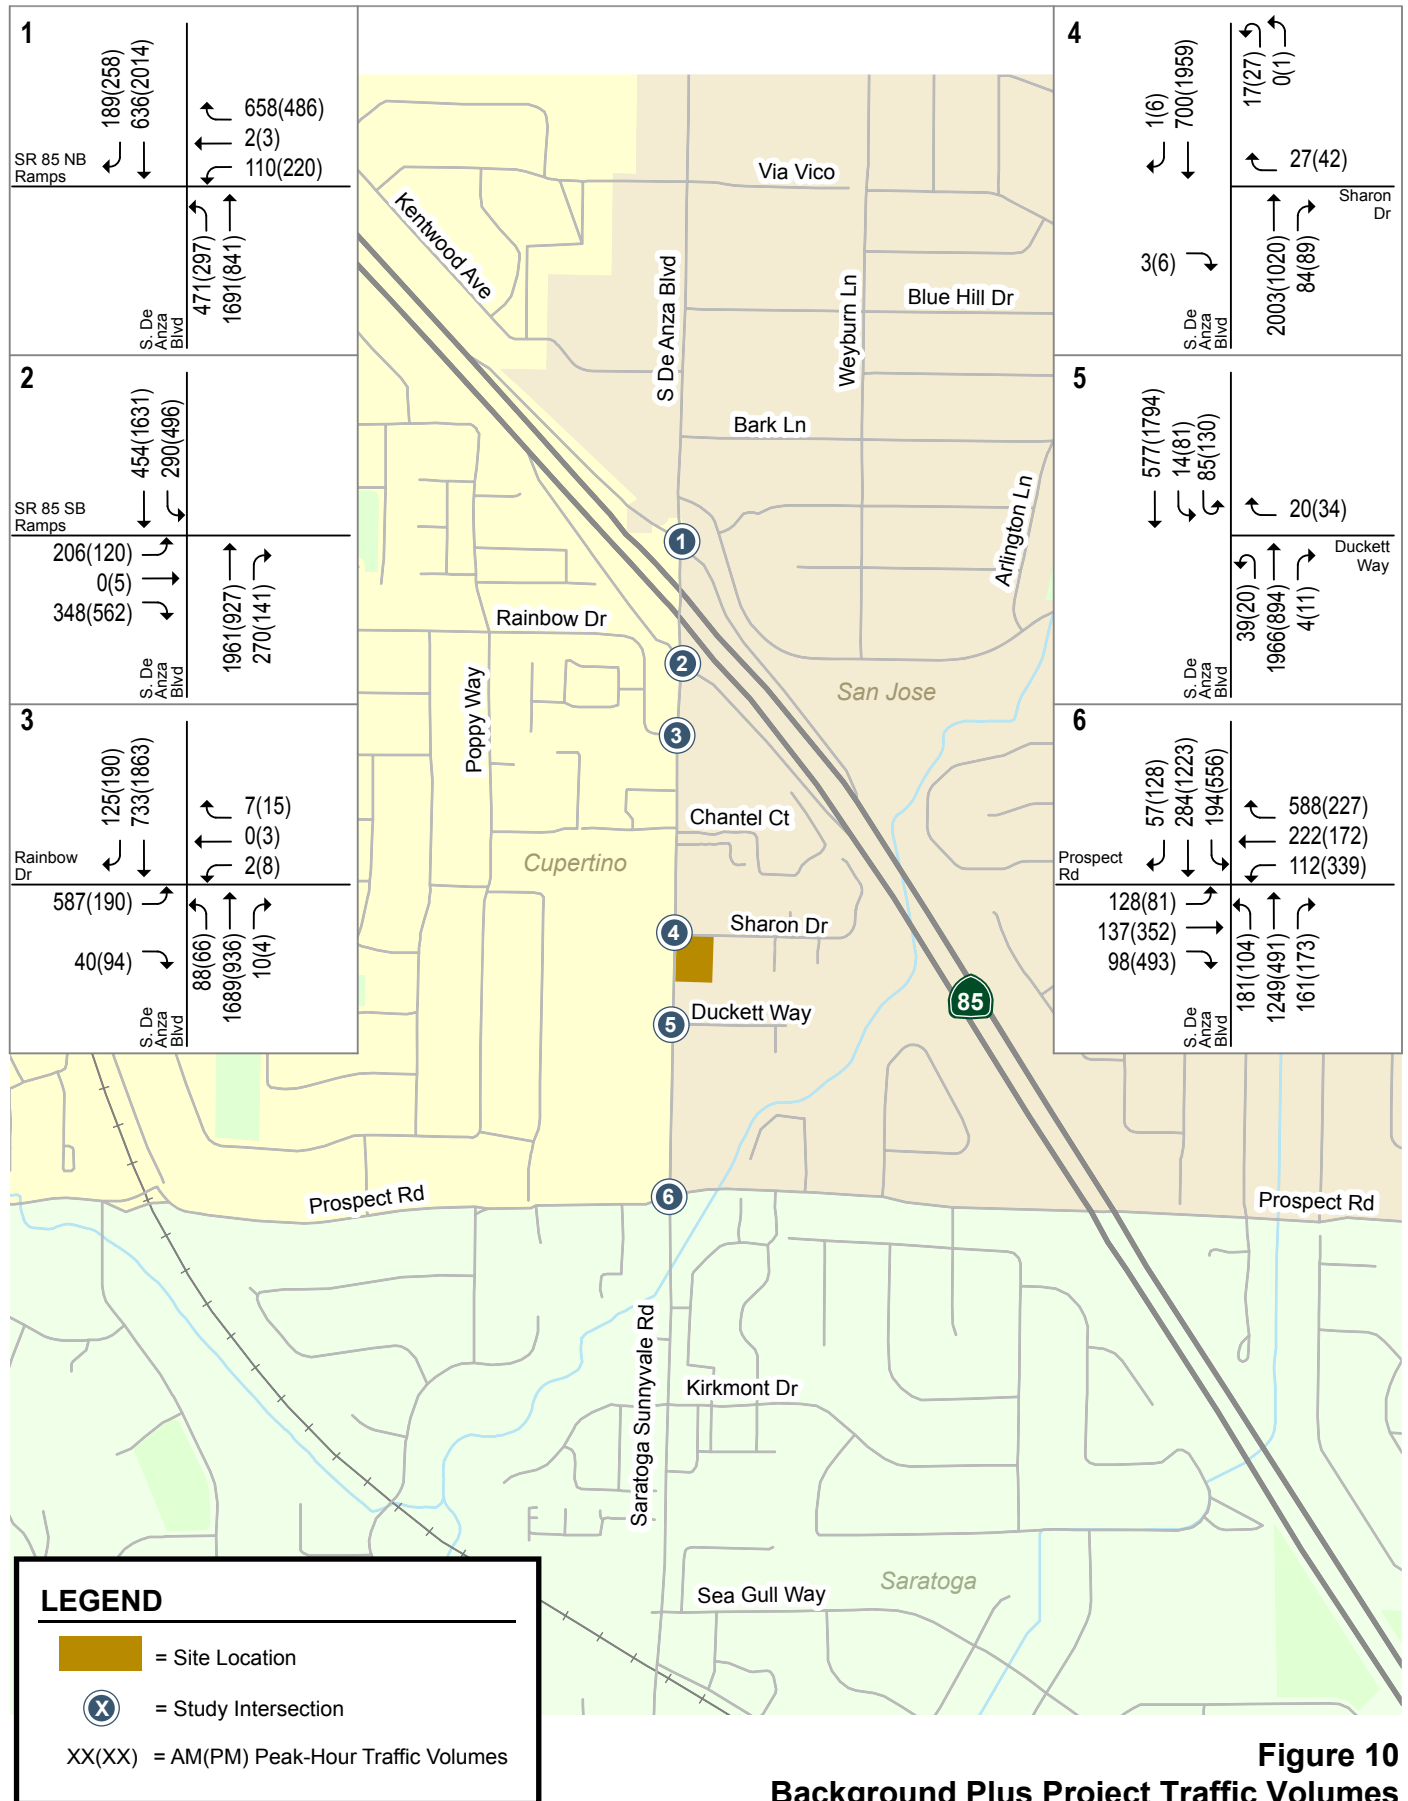 1
189(258)
636(2014)
658(486)
2(3)
110(220)
SR 85 NB
Ramps
471(297)
1691(841)
S. De
Anza
Blvd
2
454(1631)
290(496)
SR 85 SB
Ramps
206(120)
0(5)
348(562)
1961(927)
270(141)
S. De
Anza
Blvd
3
125(190)
733(1863)
7(15)
0(3)
2(8)
Rainbow
Dr
587(190)
40(94)
88(66)
1689(936)
10(4)
S. De
Anza
Blvd
4
1(6)
700(1959)
17(27)
0(1)
27(42)
Sharon
Dr
3(6)
2003(1020)
84(89)
S. De
Anza
Blvd
5
577(1794)
14(81)
85(130)
20(34)
Duckett
Way
39(20)
1966(894)
4(11)
S. De
Anza
Blvd
6
57(128)
284(1223)
194(556)
588(227)
222(172)
112(339)
Prospect
Rd
128(81)
137(352)
98(493)
181(104)
1249(491)
161(173)
S. De
Anza
Blvd
Via Vico
Kentwood Ave
S De Anza Blvd
Weyburn Ln
Blue Hill Dr
Bark Ln
Arlington Ln
1
Rainbow Dr
2
San Jose
Poppy Way
3
Chantel Ct
Cupertino
4
Sharon Dr
85
5
Duckett Way
6
Prospect Rd
Prospect Rd
Saratoga Sunnyvale Rd
Kirkmont Dr
Saratoga
Sea Gull Way
LEGEND
= Site Location
X
= Study Intersection
XX(XX) = AM(PM) Peak-Hour Traffic Volumes
Figure 10
Background Plus Project Traffic Volumes